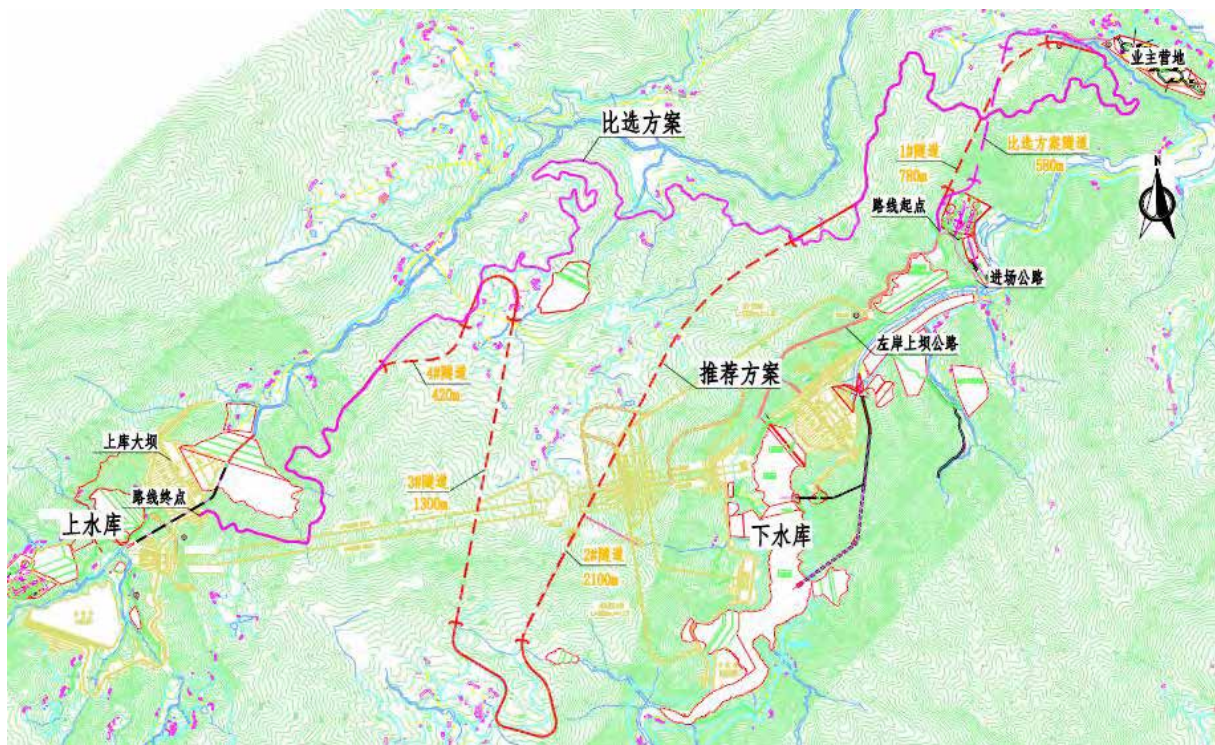 业主营地
比选方案
1#隧道
780m
比选方案隧道
580m
N
路线起点
进场公路
左岸上坝公路
推荐方案
4#隧道
420m
上库大坝
路线终点
3#隧道
1300m
上水库
下水库
2#隧道
2100m